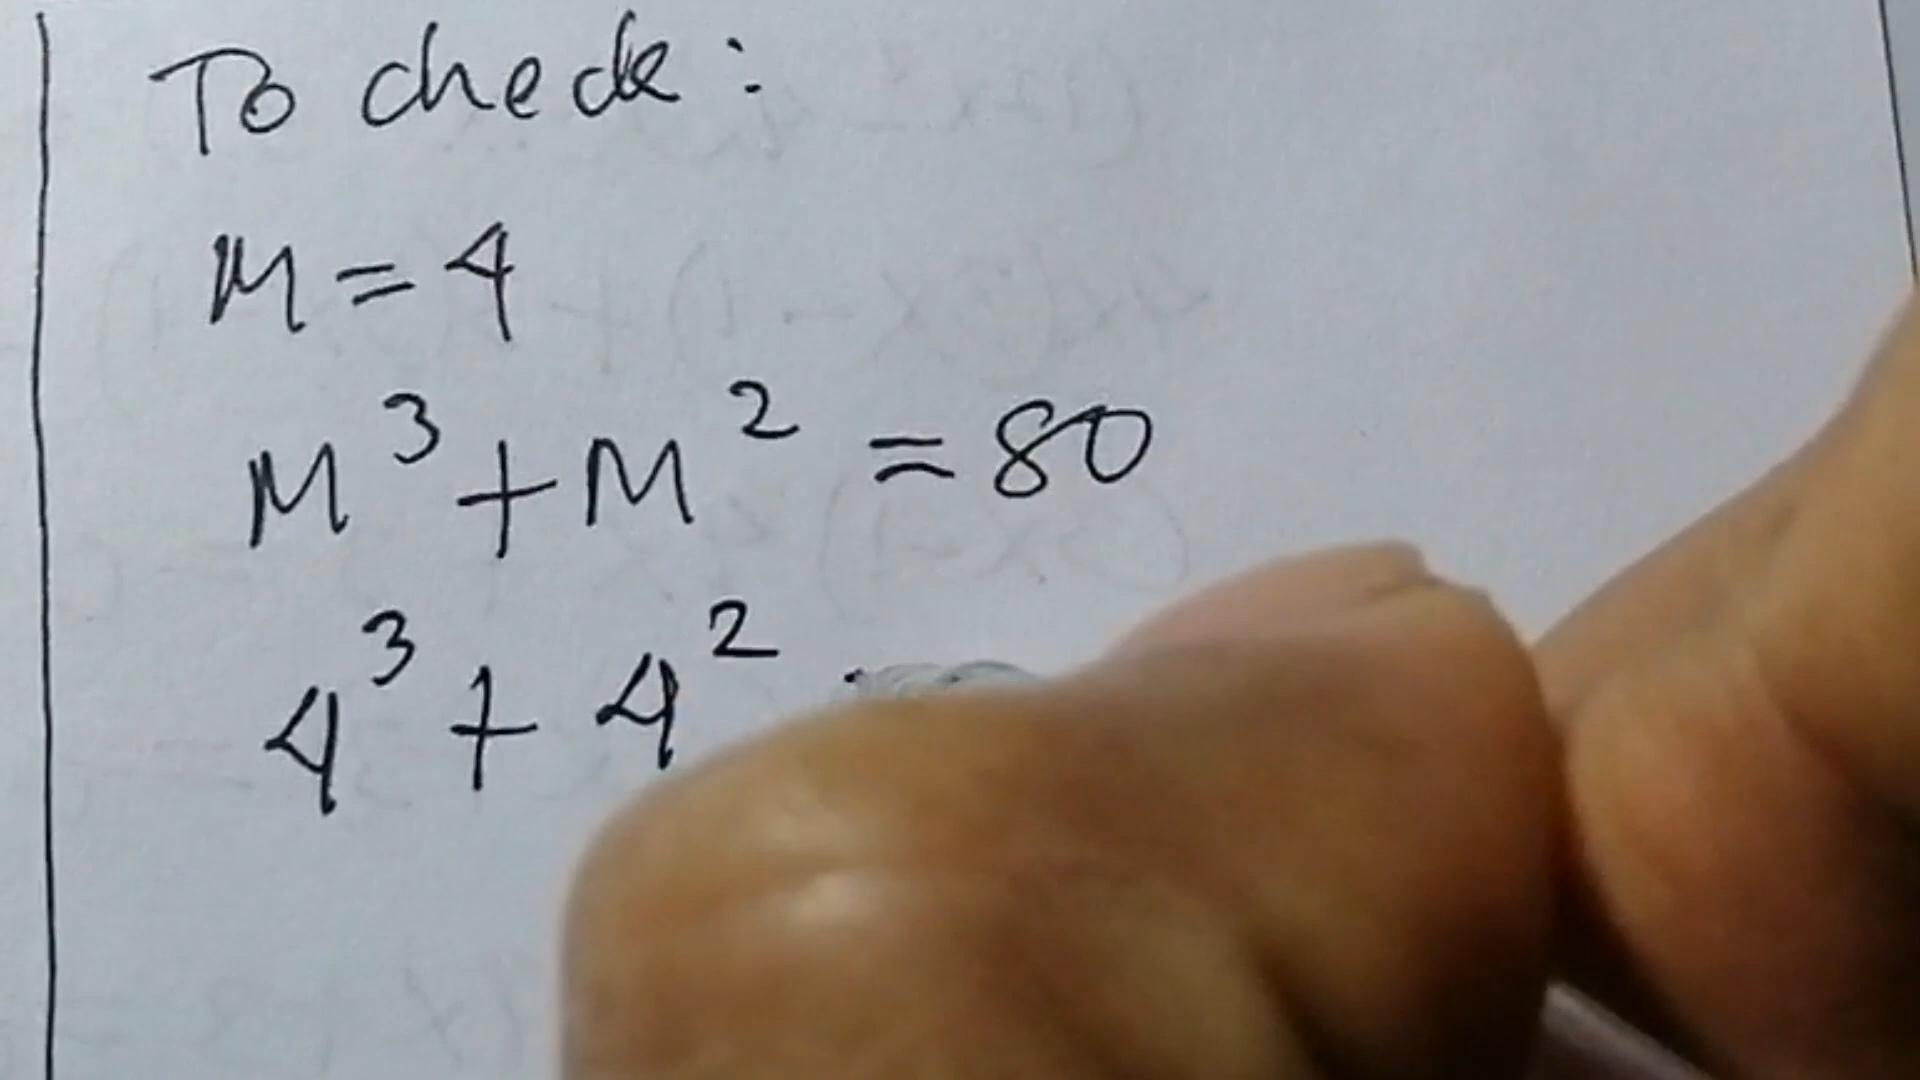 To check:
M = 4
M³ + M² = 80
4³ + 4²